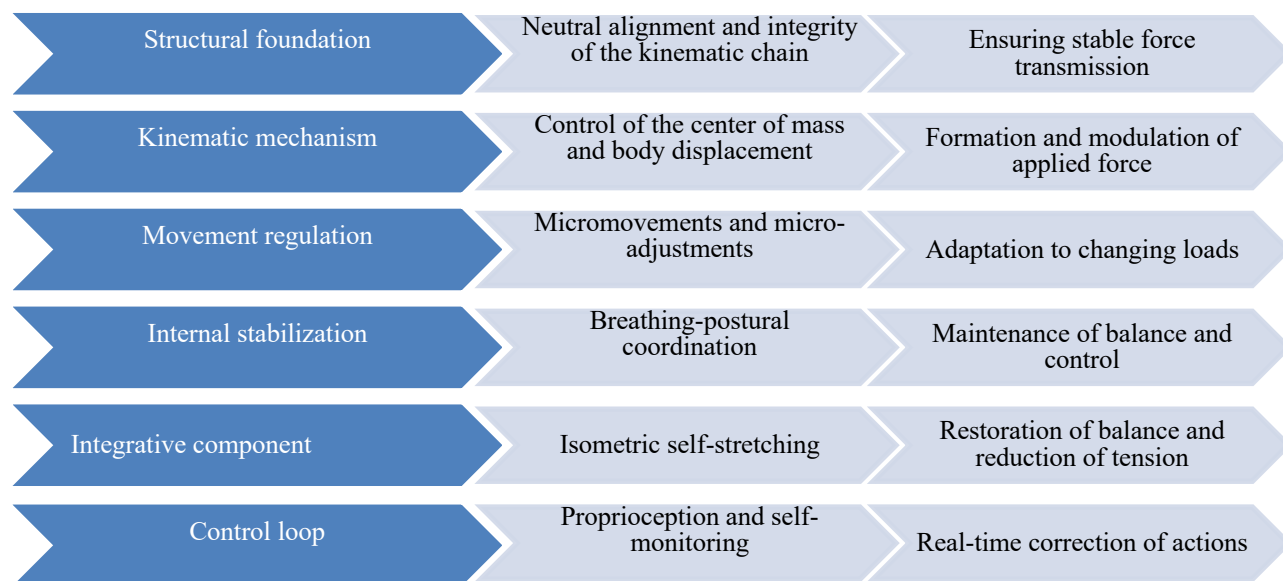 Structural foundation
Neutral alignment and integrity
of the kinematic chain
Ensuring stable force
transmission
Kinematic mechanism
Control of the center of mass
and body displacement
Formation and modulation of
applied force
Movement regulation
Micromovements and micro-
adjustments
Adaptation to changing loads
Internal stabilization
Breathing-postural
coordination
Maintenance of balance and
control
Integrative component
Isometric self-stretching
Restoration of balance and
reduction of tension
Control loop
Proprioception and self-
monitoring
Real-time correction of actions